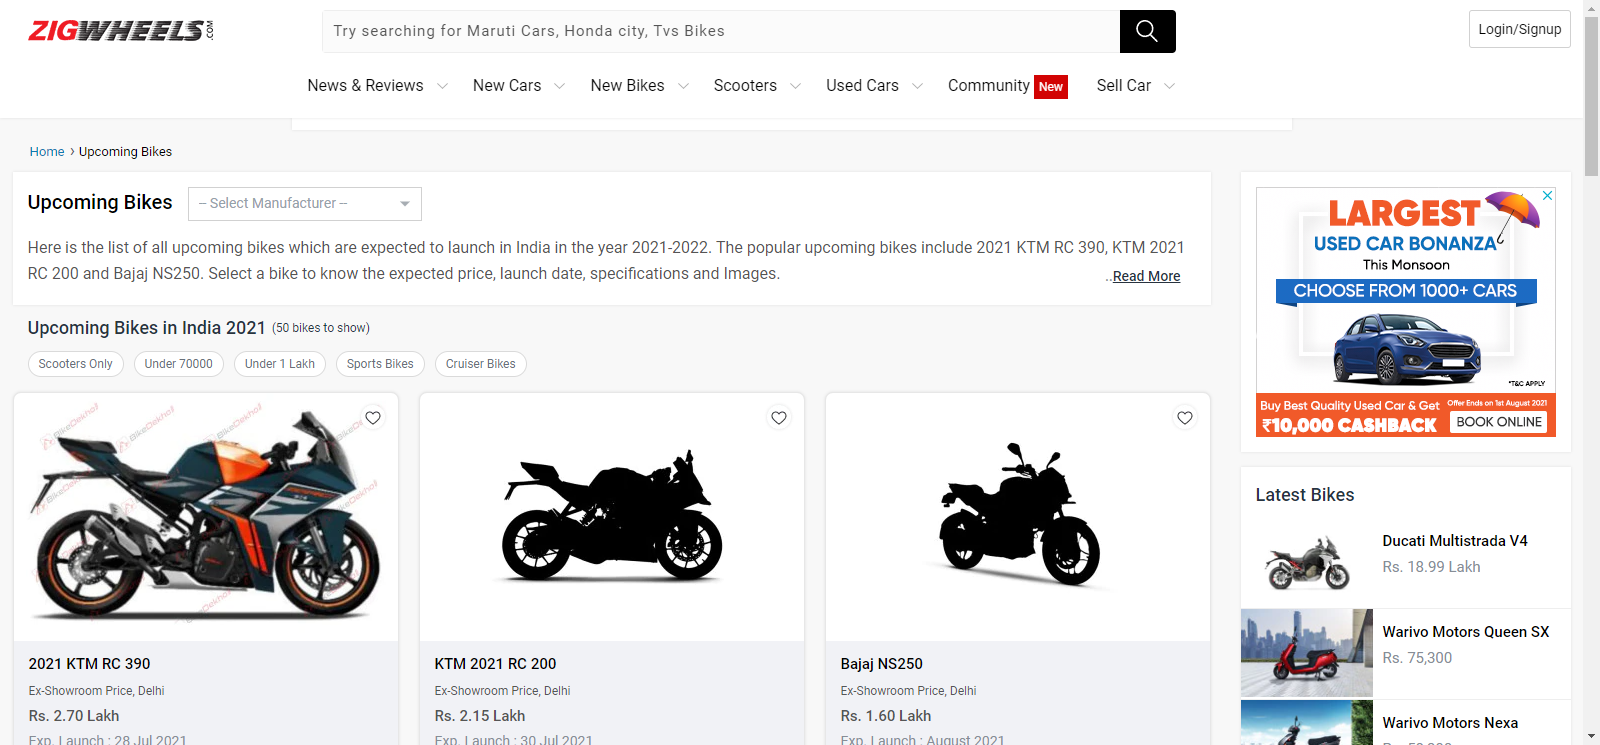 ZIGWHEELS.COM
Try searching for Maruti Cars, Honda city, Tvs Bikes
Login/Signup
News & Reviews
New Cars
New Bikes
Scooters
Used Cars
Community New
Sell Car
Home › Upcoming Bikes
Upcoming Bikes
-- Select Manufacturer --
Here is the list of all upcoming bikes which are expected to launch in India in the year 2021-2022. The popular upcoming bikes include 2021 KTM RC 390, KTM 2021
RC 200 and Bajaj NS250. Select a bike to know the expected price, launch date, specifications and Images.
..Read More
Upcoming Bikes in India 2021 (50 bikes to show)
Scooters Only
Under 70000
Under 1 Lakh
Sports Bikes
Cruiser Bikes
BikeDekho
BikeDekho
BikeDekho
BikeDekho
BikeDekho
BikeDekho
2021 KTM RC 390
Ex-Showroom Price, Delhi
Rs. 2.70 Lakh
Exp. Launch : 28 Jul 2021
KTM 2021 RC 200
Ex-Showroom Price, Delhi
Rs. 2.15 Lakh
Exp. Launch : 30 Jul 2021
Bajaj NS250
Ex-Showroom Price, Delhi
Rs. 1.60 Lakh
Exp. Launch : August 2021
LARGEST
USED CAR BONANZA
This Monsoon
CHOOSE FROM 1000+ CARS
*T&C APPLY
Buy Best Quality Used Car & Get
₹10,000 CASHBACK
Offer Ends on 1st August 2021
BOOK ONLINE
Latest Bikes
Ducati Multistrada V4
Rs. 18.99 Lakh
Warivo Motors Queen SX
Rs. 75,300
Warivo Motors Nexa